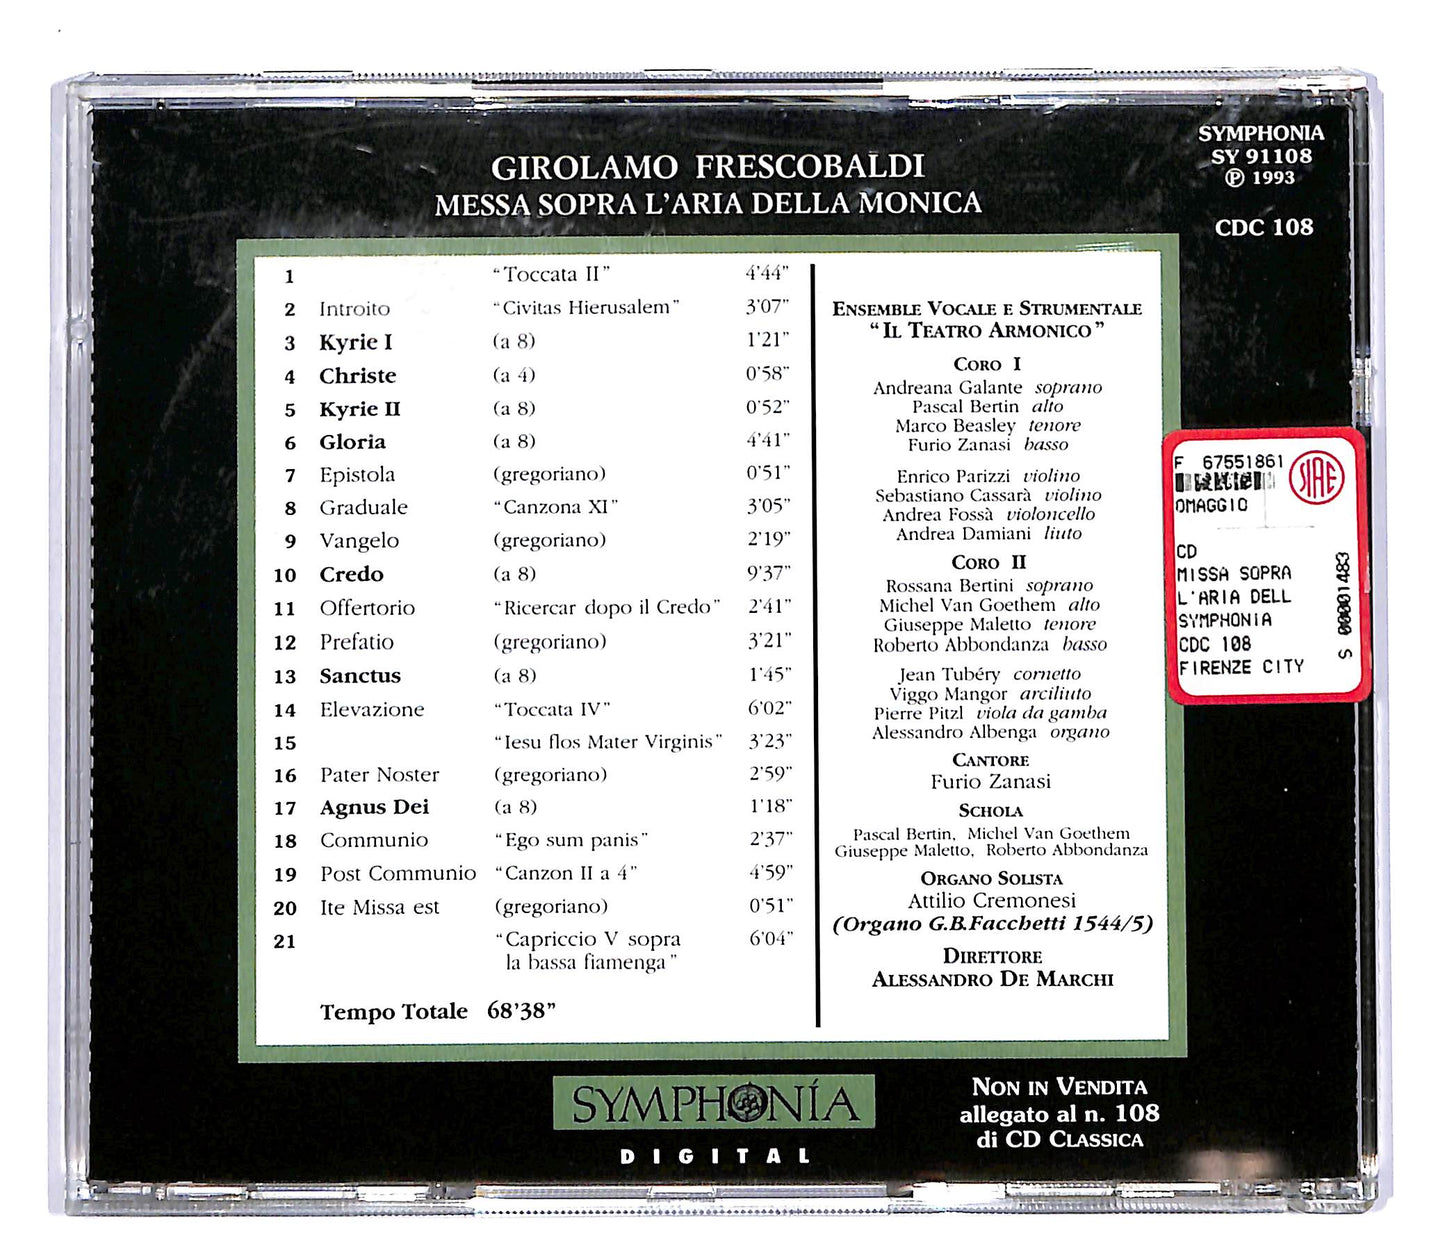 SYMPHONIA
SY 91108
℗ 1993
CDC 108
GIROLAMO FRESCOBALDI
MESSA SOPRA L'ARIA DELLA MONICA
1 "Toccata II" 4'44"
2 Introito "Civitas Hierusalem" 3'07"
3 Kyrie I (a 8) 1'21"
4 Christe (a 4) 0'58"
5 Kyrie II (a 8) 0'52"
6 Gloria (a 8) 4'41"
7 Epistola (gregoriano) 0'51"
8 Graduale "Canzona XI" 3'05"
9 Vangelo (gregoriano) 2'19"
10 Credo (a 8) 9'37"
11 Offertorio "Ricercar dopo il Credo" 2'41"
12 Prefatio (gregoriano) 3'21"
13 Sanctus (a 8) 1'45"
14 Elevazione "Toccata IV" 6'02"
15 "Iesu flos Mater Virginis" 3'23"
16 Pater Noster (gregoriano) 2'59"
17 Agnus Dei (a 8) 1'18"
18 Communio "Ego sum panis" 2'37"
19 Post Communio "Canzon II a 4" 4'59"
20 Ite Missa est (gregoriano) 0'51"
21 "Capriccio V sopra 6'04"
la bassa fiamenga"
Tempo Totale 68'38"
ENSEMBLE VOCALE E STRUMENTALE
"IL TEATRO ARMONICO"
CORO I
Andreana Galante soprano
Pascal Bertin alto
Marco Beasley tenore
Furio Zanasi basso
Enrico Parizzi violino
Sebastiano Cassarà violino
Andrea Fossà violoncello
Andrea Damiani liuto
CORO II
Rossana Bertini soprano
Michel Van Goethem alto
Giuseppe Maletto tenore
Roberto Abbondanza basso
Jean Tubéry cornetto
Viggo Mangor arciliuto
Pierre Pitzl viola da gamba
Alessandro Albenga organo
CANTORE
Furio Zanasi
SCHOLA
Pascal Bertin, Michel Van Goethem
Giuseppe Maletto, Roberto Abbondanza
ORGANO SOLISTA
Attilio Cremonesi
(Organo G.B.Facchetti 1544/5)
DIRETTORE
ALESSANDRO DE MARCHI
F 67551861
SIAE
OMAGGIO
CD
MISSA SOPRA
L'ARIA DELL
SYMPHONIA
CDC 108
FIRENZE CITY
S 00001483
SYMPHONÍA
DIGITAL
NON IN VENDITA
allegato al n. 108
di CD CLASSICA